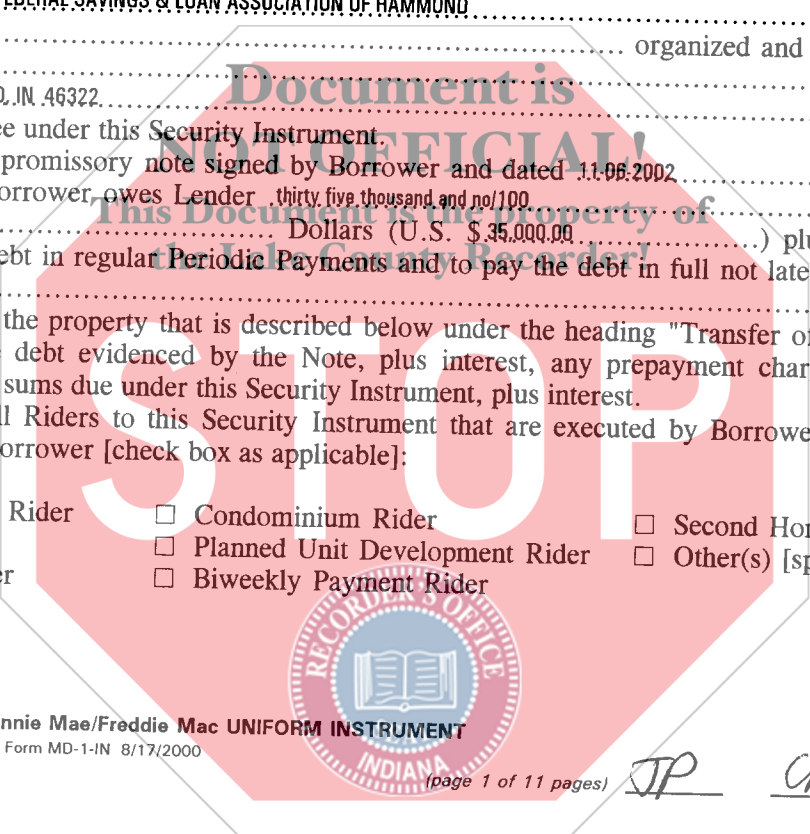 FEDERAL SAVINGS & LOAN ASSOCIATION OF HAMMOND
organized and
IN 46322
under this Security Instrument.
promissory note signed by Borrower and dated 11-06-2002
orrower owes Lender thirty five thousand and no/100
Dollars (U.S. $ 35,000.00 ) plu
ebt in regular Periodic Payments and to pay the debt in full not late
the property that is described below under the heading "Transfer of
debt evidenced by the Note, plus interest, any prepayment char
sums due under this Security Instrument, plus interest.
ll Riders to this Security Instrument that are executed by Borrowe
orrower [check box as applicable]:
Rider □ Condominium Rider □ Second Hom
□ Planned Unit Development Rider □ Other(s) [sp
er □ Biweekly Payment Rider
Document is
NOT OFFICIAL!
This Document is the property of
the Lake County Recorder!
STOP
RECORDER'S OFFICE
SEAL
INDIANA
nnie Mae/Freddie Mac UNIFORM INSTRUMENT
Form MD-1-IN 8/17/2000
(page 1 of 11 pages) JP